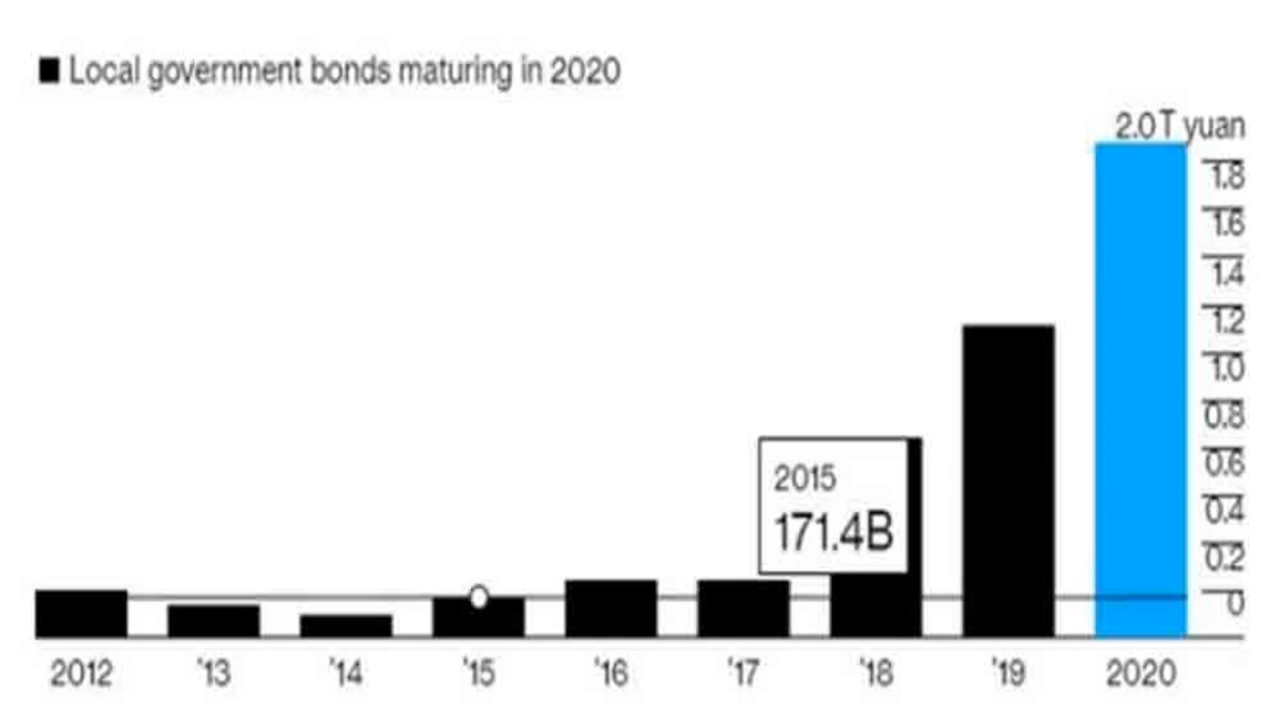 Local government bonds maturing in 2020
2.0T yuan
1.8
1.6
1.4
1.2
1.0
0.8
0.6
0.4
0.2
0
2015
171.4B
2012 '13 '14 '15 '16 '17 '18 '19 2020